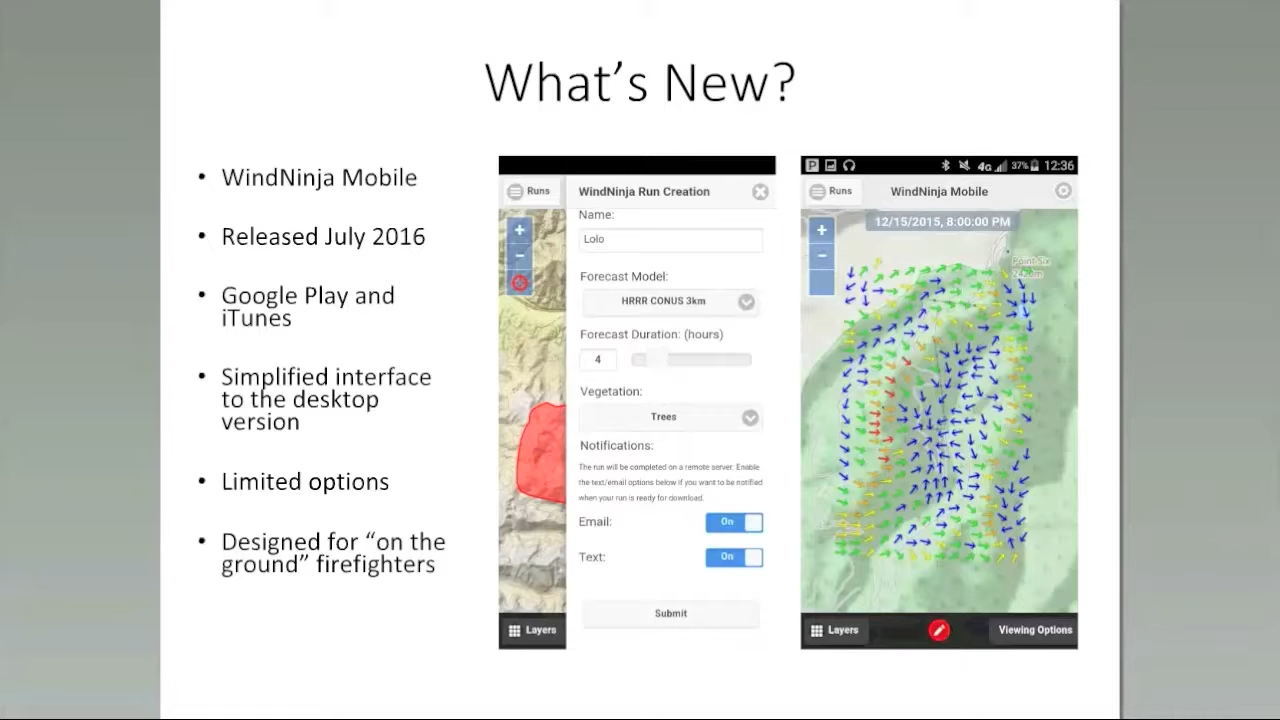 What's New?
• WindNinja Mobile
• Released July 2016
• Google Play and
iTunes
• Simplified interface
to the desktop
version
• Limited options
• Designed for “on the
ground” firefighters
Runs
WindNinja Run Creation
+
−
Name:
Lolo
Forecast Model:
HRRR CONUS 3km
Forecast Duration: (hours)
4
Vegetation:
Trees
Notifications:
The run will be completed on a remote server. Enable
the text/email options below if you want to be notified
when your run is ready for download.
Email:
On
Text:
On
Submit
Layers
P
4G
37%
12:36
Runs
WindNinja Mobile
12/15/2015, 8:00:00 PM
+
−
Point Six
Layers
Viewing Options